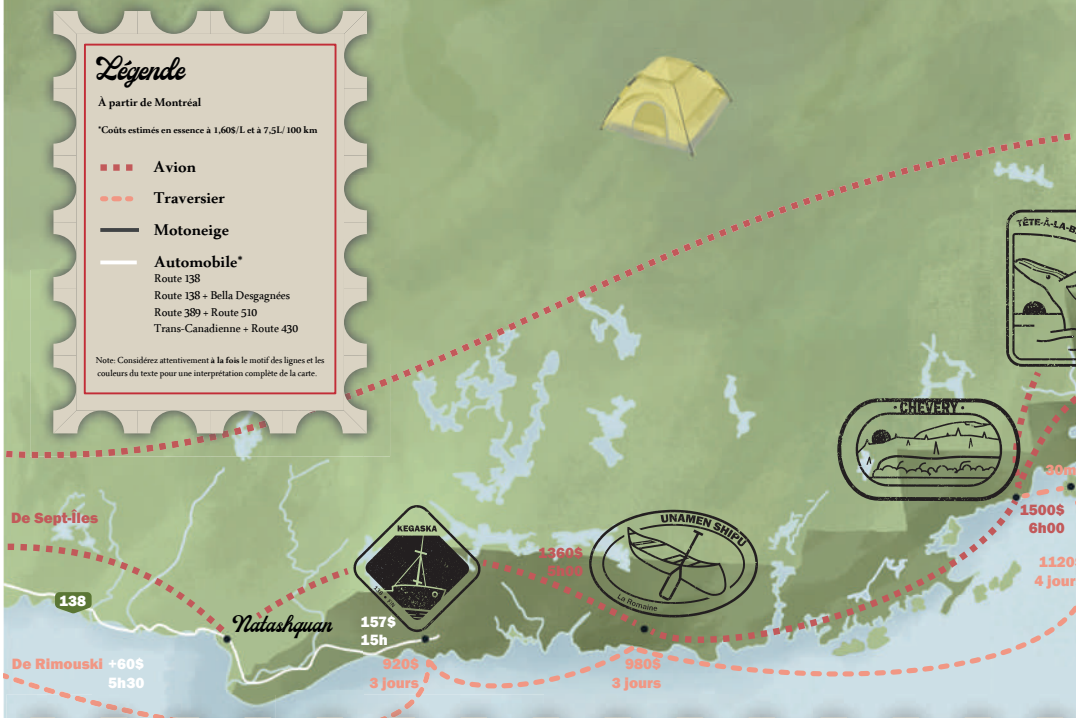 Légende
À partir de Montréal
*Coûts estimés en essence à 1,60$/L et à 7,5L/100 km
Avion
Traversier
Motoneige
Automobile*
Route 138
Route 138 + Bella Desgagnées
Route 389 + Route 510
Trans-Canadienne + Route 430
Note: Considérez attentivement à la fois le motif des lignes et les
couleurs du texte pour une interprétation complète de la carte.
TÊTE-À-LA-B
CHEVERY
30m
1500$
6h00
De Sept-Îles
KEGASKA
UNAMEN SHIPU
La Romaine
1360$
1120$
4 jour
138
Natashquan
157$
15h
De Rimouski +60$
5h30
920$
3 jours
980$
3 jours